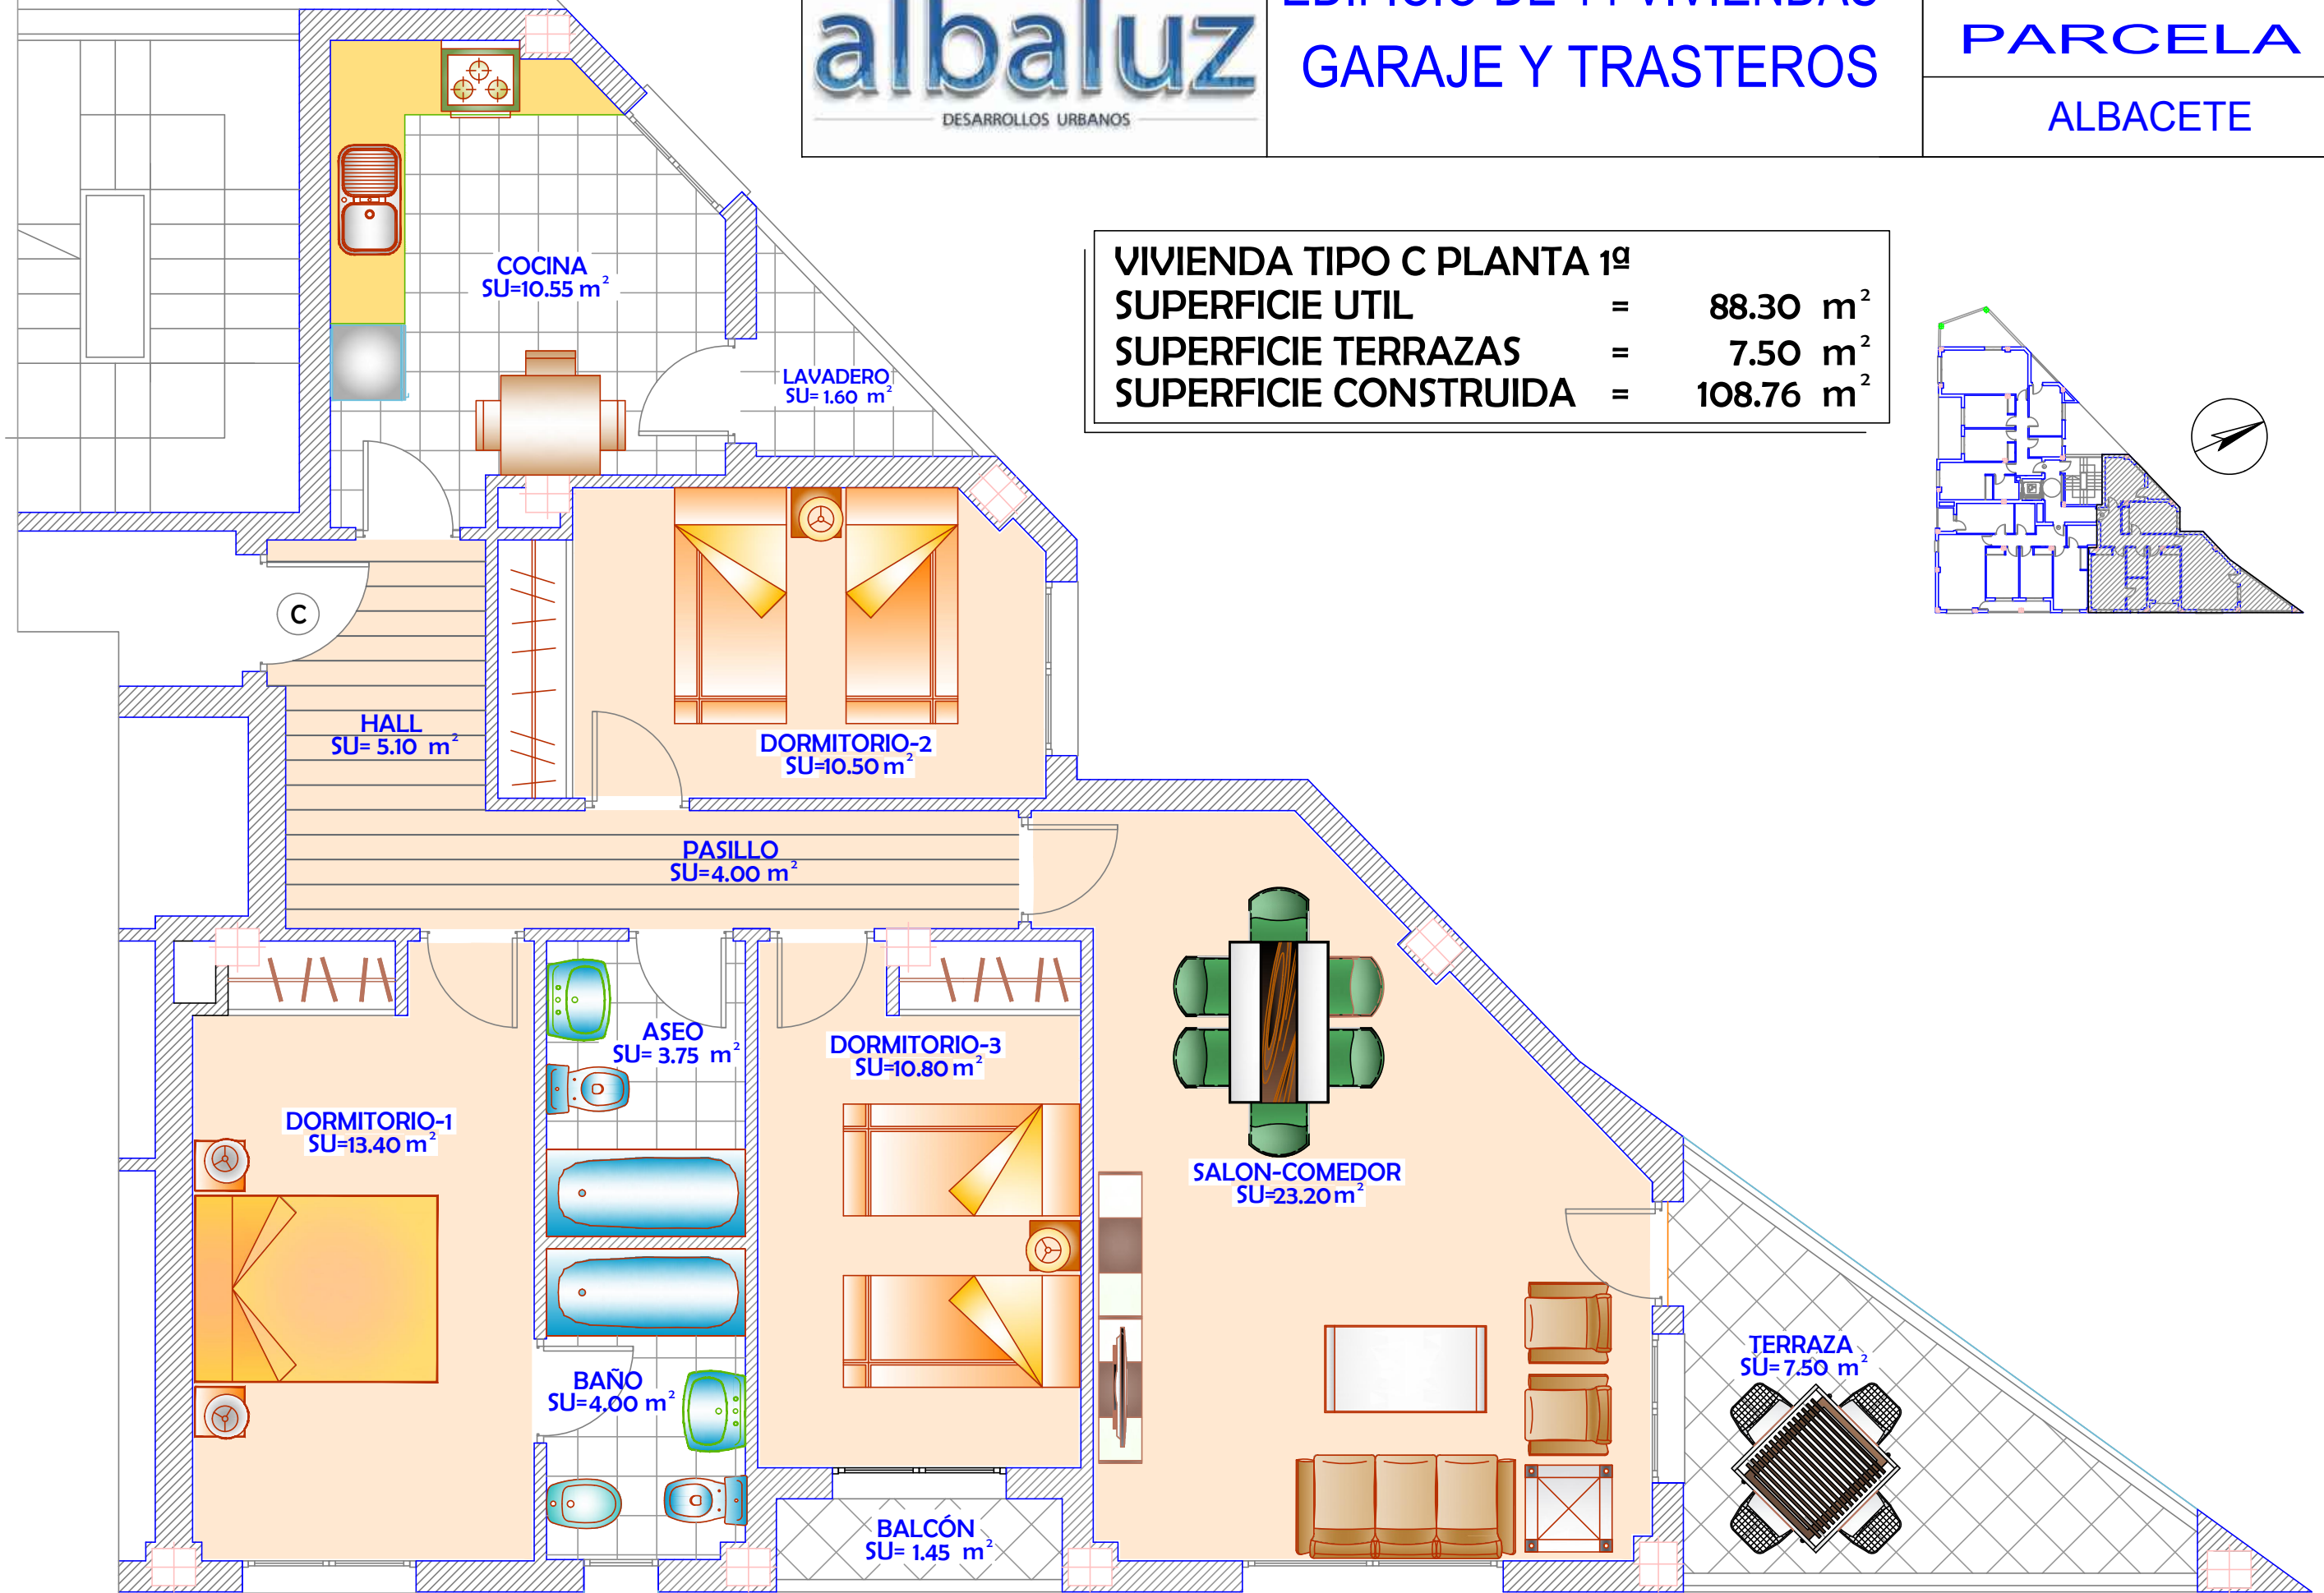 albaluz
DESARROLLOS URBANOS
GARAJE Y TRASTEROS
PARCELA
ALBACETE
VIVIENDA TIPO C PLANTA 1ª
SUPERFICIE UTIL = 88.30 m²
SUPERFICIE TERRAZAS = 7.50 m²
SUPERFICIE CONSTRUIDA = 108.76 m²
COCINA
SU=10.55 m²
LAVADERO
SU= 1.60 m²
C
HALL
SU= 5.10 m²
DORMITORIO-2
SU=10.50 m²
PASILLO
SU=4.00 m²
ASEO
SU= 3.75 m²
DORMITORIO-3
SU=10.80 m²
DORMITORIO-1
SU=13.40 m²
SALON-COMEDOR
SU=23.20 m²
BAÑO
SU=4.00 m²
TERRAZA
SU= 7.50 m²
BALCÓN
SU= 1.45 m²